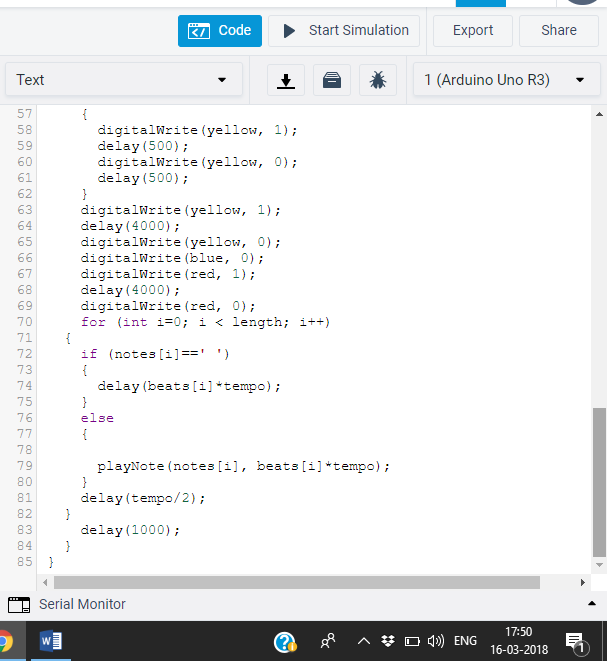 Code
Start Simulation
Export
Share
Text
1 (Arduino Uno R3)
57 {
58 digitalWrite(yellow, 1);
59 delay(500);
60 digitalWrite(yellow, 0);
61 delay(500);
62 }
63 digitalWrite(yellow, 1);
64 delay(4000);
65 digitalWrite(yellow, 0);
66 digitalWrite(blue, 0);
67 digitalWrite(red, 1);
68 delay(4000);
69 digitalWrite(red, 0);
70 for (int i=0; i < length; i++)
71 {
72 if (notes[i]==' ')
73 {
74 delay(beats[i]*tempo);
75 }
76 else
77 {
78
79 playNote(notes[i], beats[i]*tempo);
80 }
81 delay(tempo/2);
82 }
83 delay(1000);
84 }
85 }
Serial Monitor
W
?
ENG
17:50
16-03-2018
1